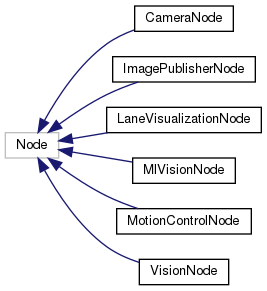 CameraNode
ImagePublisherNode
LaneVisualizationNode
Node
MlVisionNode
MotionControlNode
VisionNode